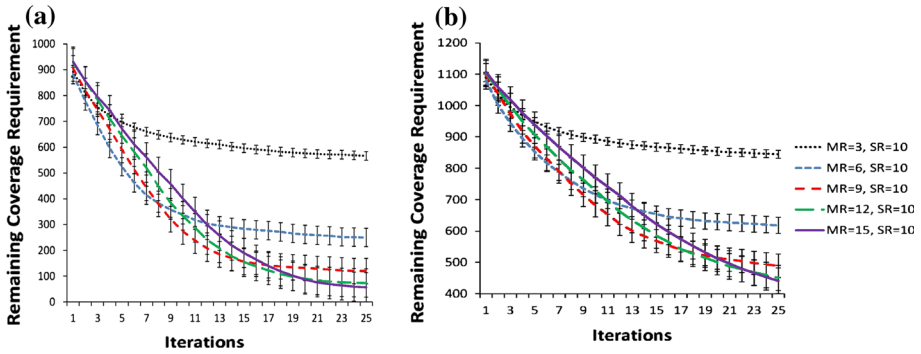 (a)
Remaining Coverage Requirement
1000
900
800
700
600
500
400
300
200
100
0
1 3 5 7 9 11 13 15 17 19 21 23 25
Iterations
(b)
Remaining Coverage Requirement
1200
1100
1000
900
800
700
600
500
400
1 3 5 7 9 11 13 15 17 19 21 23 25
Iterations
MR=3, SR=10
MR=6, SR=10
MR=9, SR=10
MR=12, SR=10
MR=15, SR=10